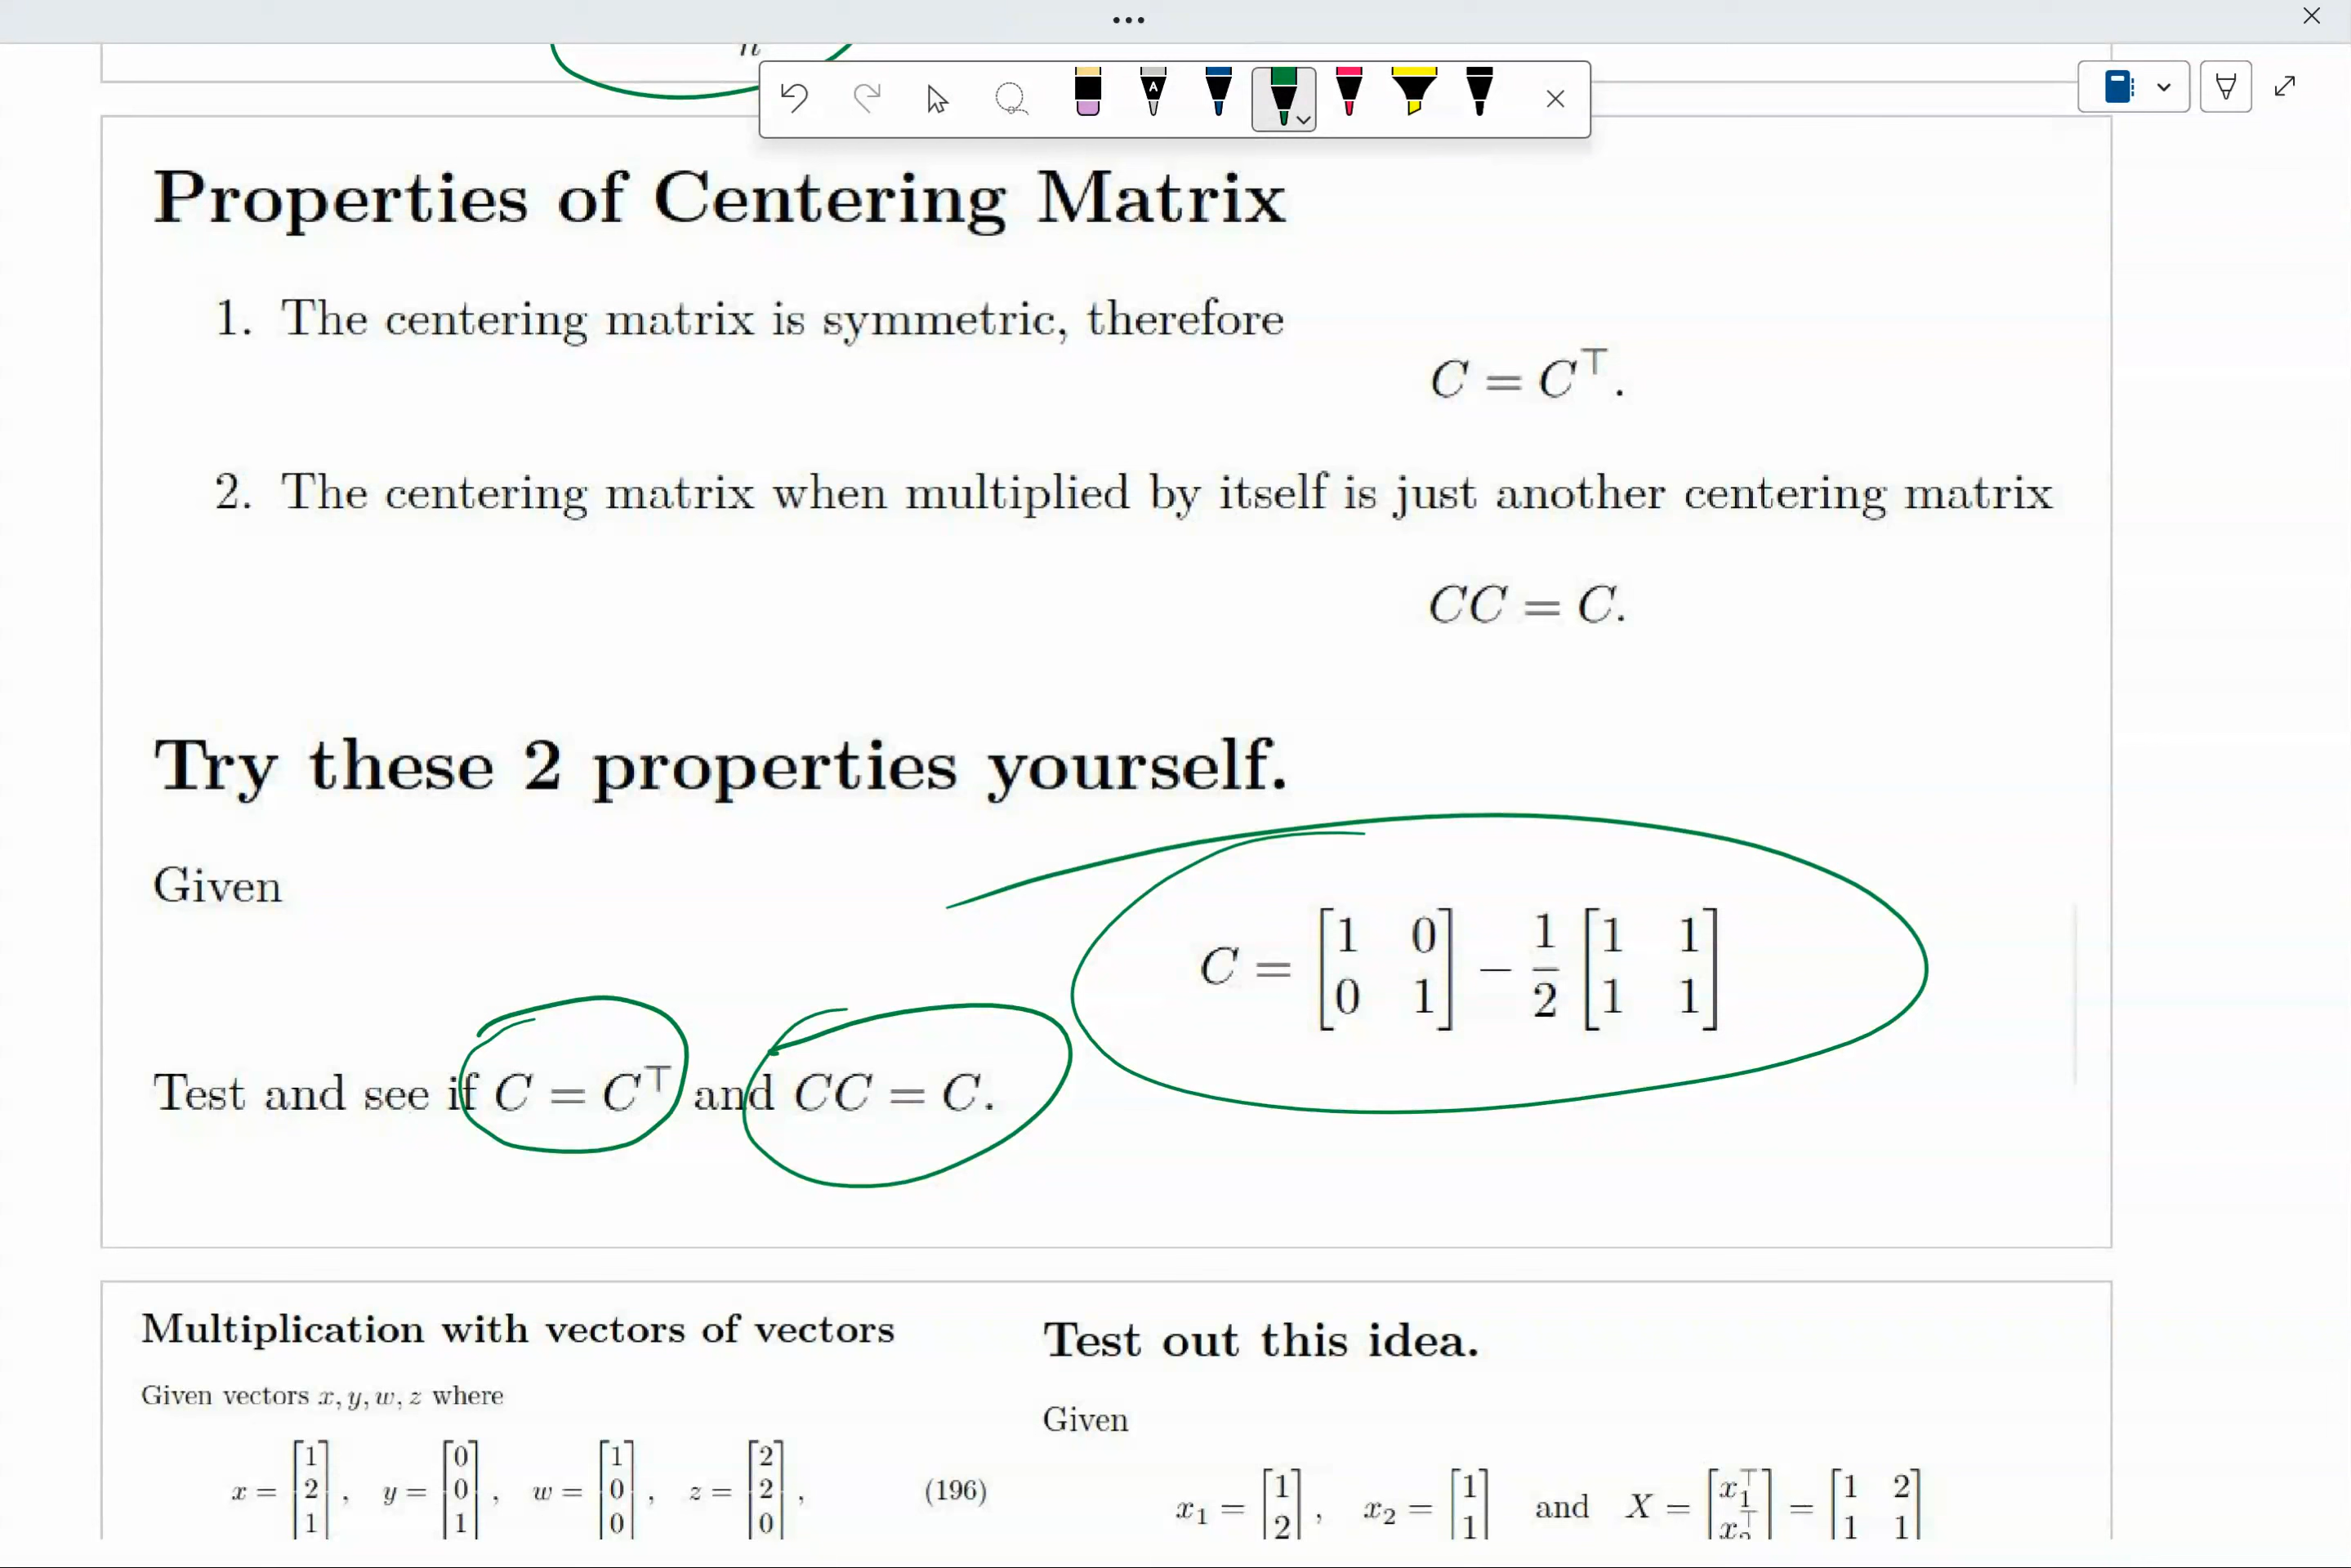 n
A
Properties of Centering Matrix
1. The centering matrix is symmetric, therefore
C = C⊤.
2. The centering matrix when multiplied by itself is just another centering matrix
CC = C.
Try these 2 properties yourself.
Given
C = [1 0; 0 1] − 1/2 [1 1; 1 1]
Test and see if C = C⊤ and CC = C.
Multiplication with vectors of vectors
Given vectors x, y, w, z where
x = [1; 2; 1], y = [0; 0; 1], w = [1; 0; 0], z = [2; 2; 0], (196)
Test out this idea.
Given
x₁ = [1; 2], x₂ = [1; 1] and X = [x₁⊤; x₂⊤] = [1 2; 1 1]